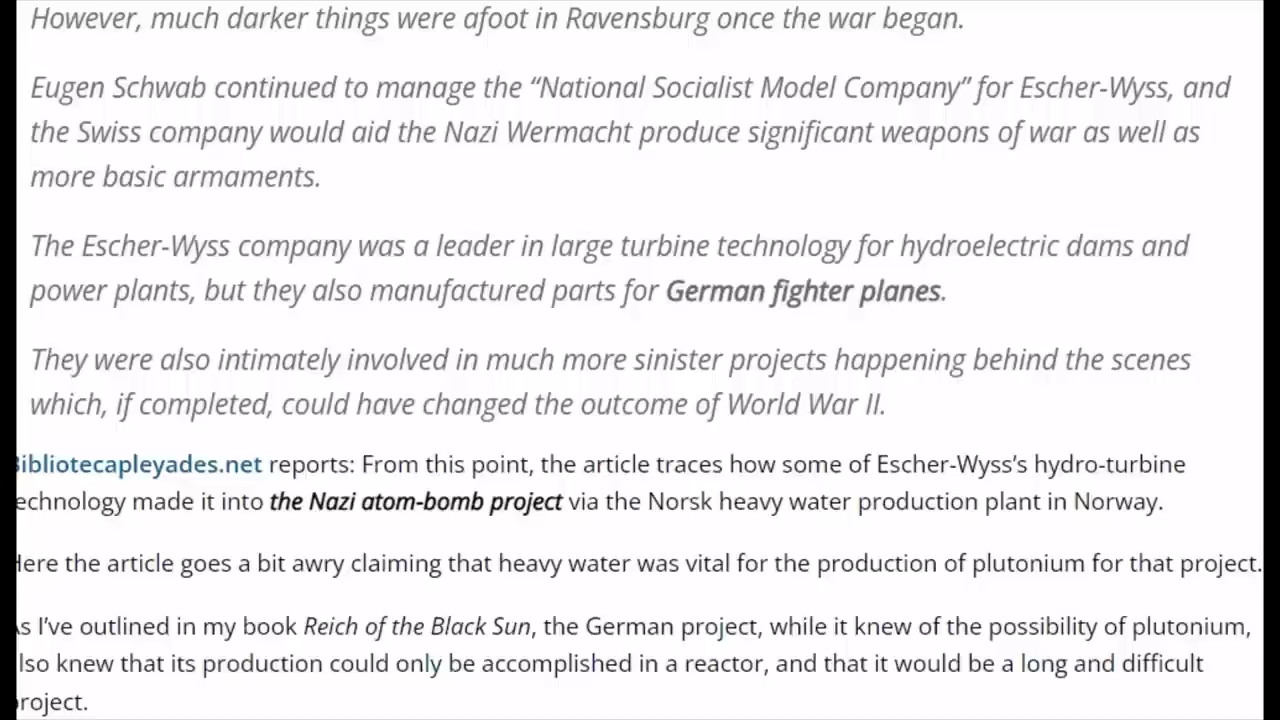 However, much darker things were afoot in Ravensburg once the war began.
Eugen Schwab continued to manage the “National Socialist Model Company” for Escher-Wyss, and
the Swiss company would aid the Nazi Wermacht produce significant weapons of war as well as
more basic armaments.
The Escher-Wyss company was a leader in large turbine technology for hydroelectric dams and
power plants, but they also manufactured parts for German fighter planes.
They were also intimately involved in much more sinister projects happening behind the scenes
which, if completed, could have changed the outcome of World War II.
Bibliotecapleyades.net reports: From this point, the article traces how some of Escher-Wyss’s hydro-turbine
echnology made it into the Nazi atom-bomb project via the Norsk heavy water production plant in Norway.
Here the article goes a bit awry claiming that heavy water was vital for the production of plutonium for that project.
As I’ve outlined in my book Reich of the Black Sun, the German project, while it knew of the possibility of plutonium,
lso knew that its production could only be accomplished in a reactor, and that it would be a long and difficult
project.